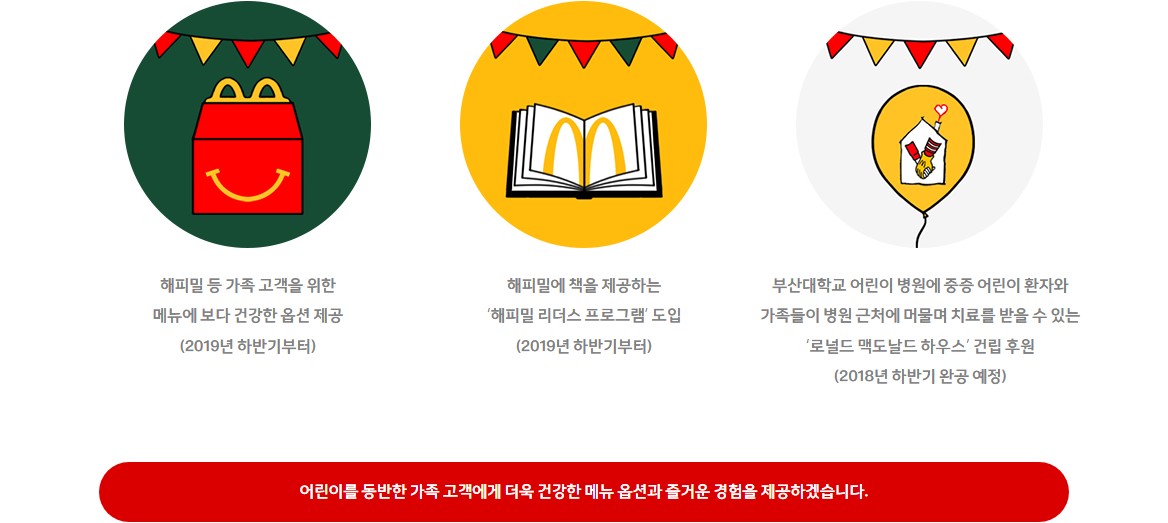 해피밀 등 가족 고객을 위한
메뉴에 보다 건강한 옵션 제공
(2019년 하반기부터)
해피밀에 책을 제공하는
‘해피밀 리더스 프로그램’ 도입
(2019년 하반기부터)
부산대학교 어린이 병원에 중증 어린이 환자와
가족들이 병원 근처에 머물며 치료를 받을 수 있는
‘로널드 맥도날드 하우스’ 건립 후원
(2018년 하반기 완공 예정)
어린이를 동반한 가족 고객에게 더욱 건강한 메뉴 옵션과 즐거운 경험을 제공하겠습니다.